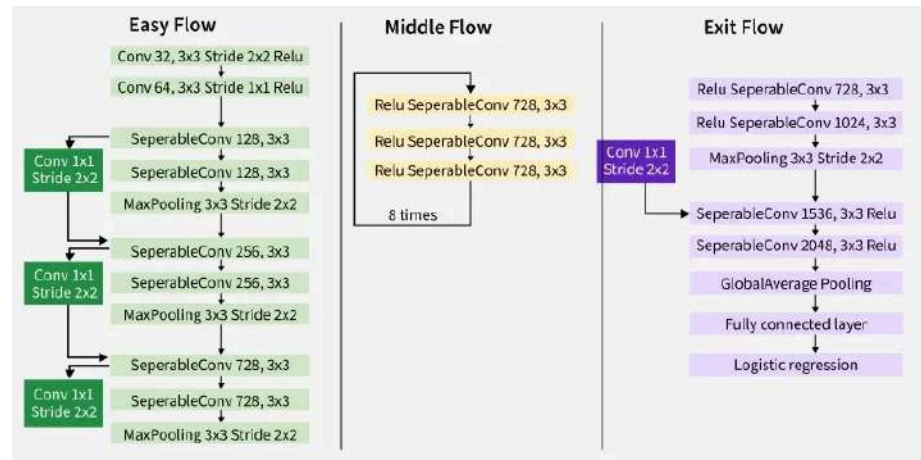 Easy Flow
Conv 32, 3x3 Stride 2x2 Relu
Conv 64, 3x3 Stride 1x1 Relu
SeperableConv 128, 3x3
Conv 1x1
Stride 2x2
SeperableConv 128, 3x3
MaxPooling 3x3 Stride 2x2
SeperableConv 256, 3x3
Conv 1x1
Stride 2x2
SeperableConv 256, 3x3
MaxPooling 3x3 Stride 2x2
SeperableConv 728, 3x3
Conv 1x1
Stride 2x2
SeperableConv 728, 3x3
MaxPooling 3x3 Stride 2x2
Middle Flow
Relu SeperableConv 728, 3x3
Relu SeperableConv 728, 3x3
Relu SeperableConv 728, 3x3
8 times
Exit Flow
Relu SeperableConv 728, 3x3
Relu SeperableConv 1024, 3x3
MaxPooling 3x3 Stride 2x2
Conv 1x1
Stride 2x2
SeperableConv 1536, 3x3 Relu
SeperableConv 2048, 3x3 Relu
GlobalAverage Pooling
Fully connected layer
Logistic regression